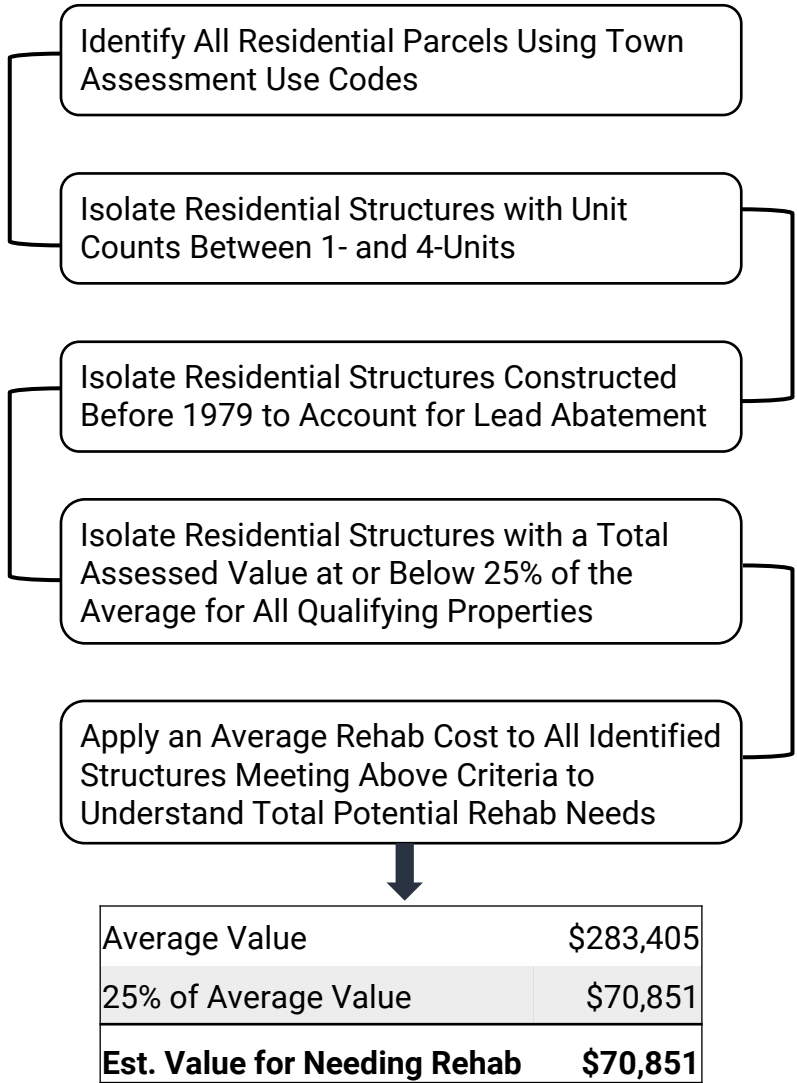 Identify All Residential Parcels Using Town
Assessment Use Codes
Isolate Residential Structures with Unit
Counts Between 1- and 4-Units
Isolate Residential Structures Constructed
Before 1979 to Account for Lead Abatement
Isolate Residential Structures with a Total
Assessed Value at or Below 25% of the
Average for All Qualifying Properties
Apply an Average Rehab Cost to All Identified
Structures Meeting Above Criteria to
Understand Total Potential Rehab Needs
Average Value $283,405
25% of Average Value $70,851
Est. Value for Needing Rehab $70,851